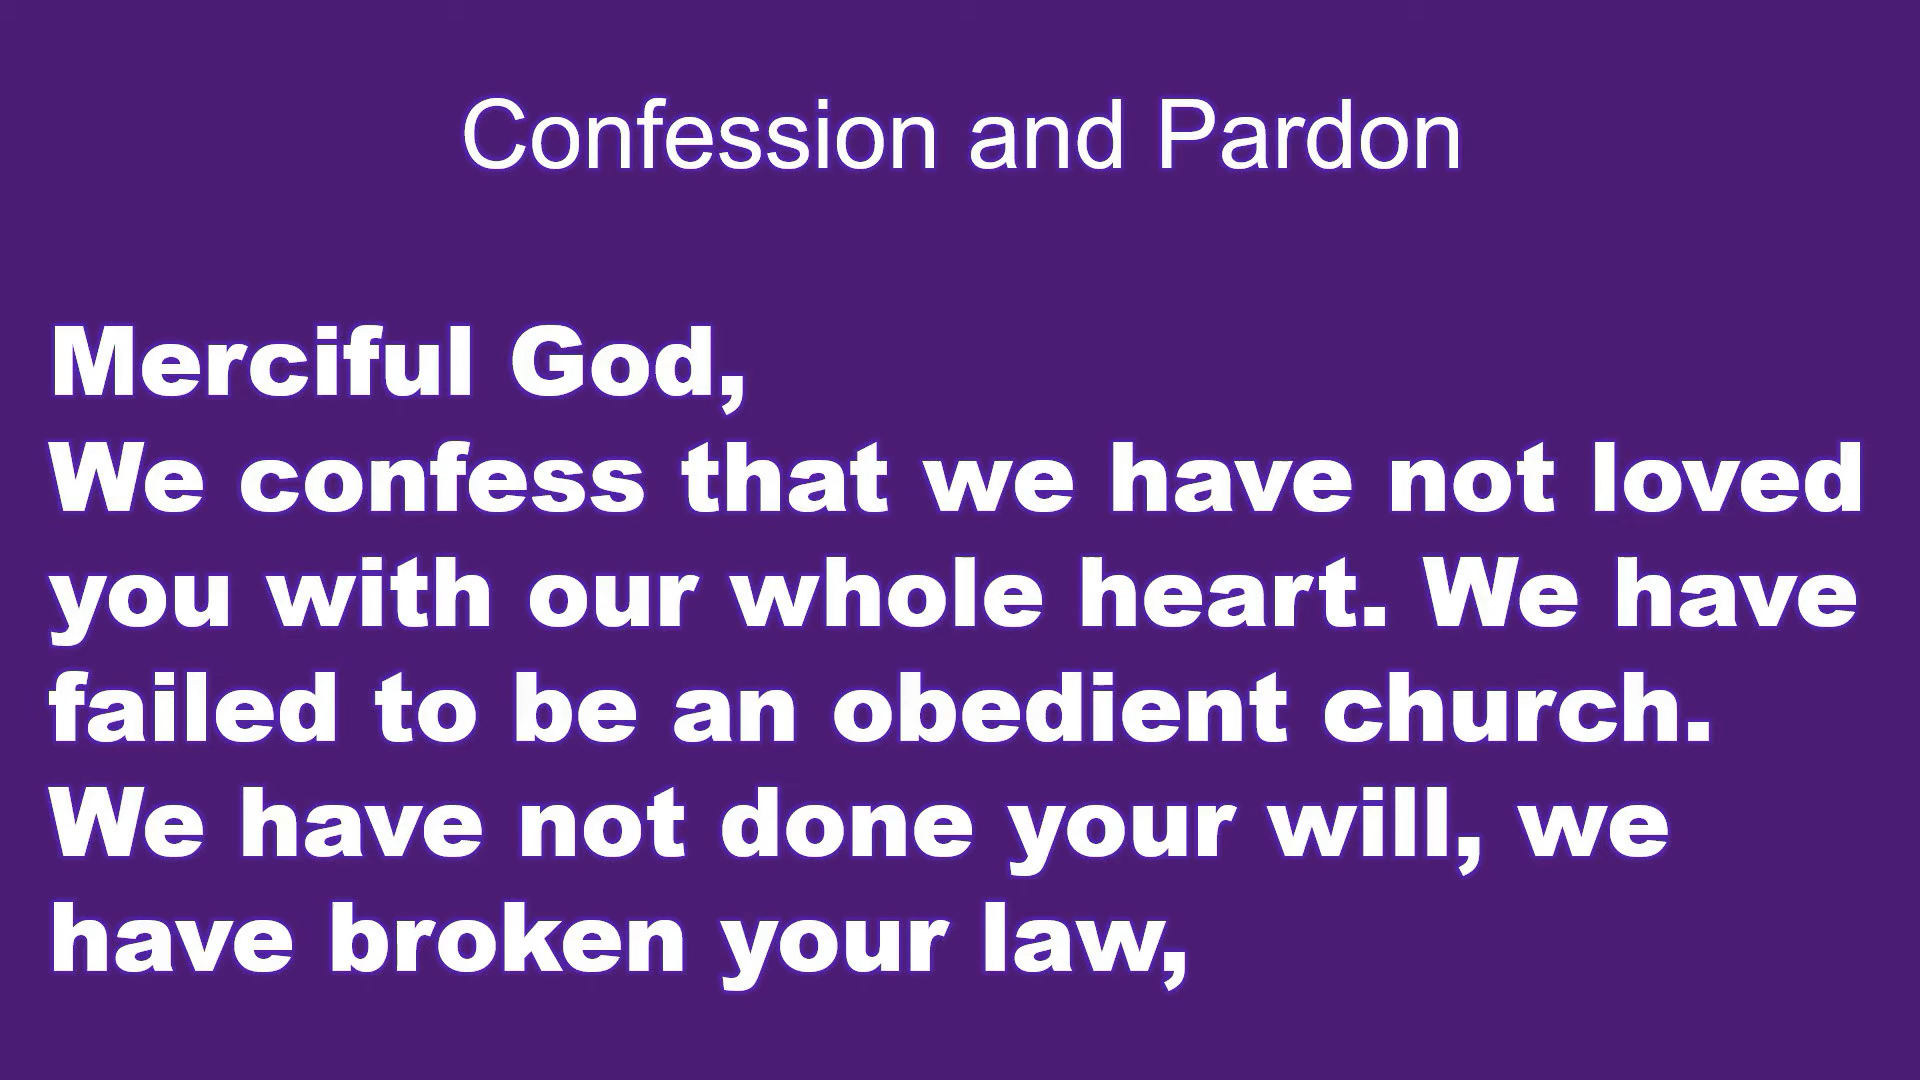 Confession and Pardon
Merciful God,
We confess that we have not loved
you with our whole heart. We have
failed to be an obedient church.
We have not done your will, we
have broken your law,